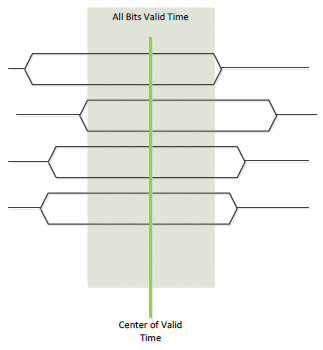 All Bits Valid Time
Center of Valid
Time